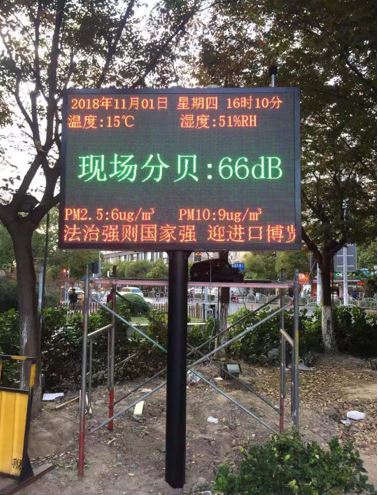 2018年11月01日 星期四 16时10分
温度:15℃ 湿度:51%RH
现场分贝:66dB
PM2.5:6ug/m³ PM10:9ug/m³
法治强则国家强 迎进口博